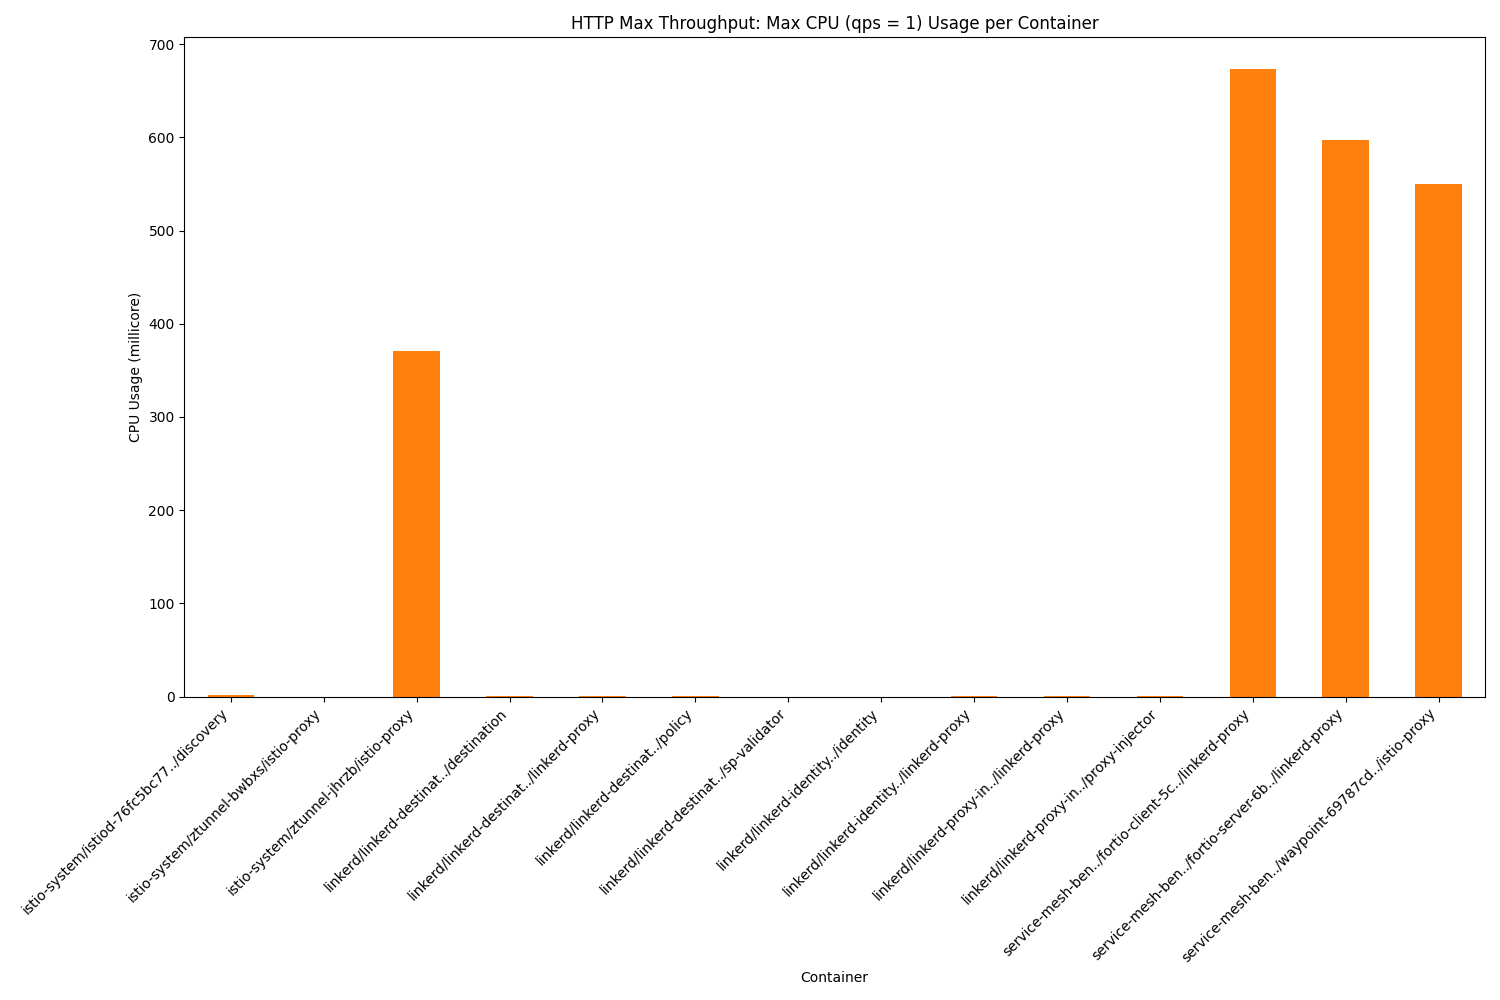 HTTP Max Throughput: Max CPU (qps = 1) Usage per Container
700
600
500
400
300
200
100
0
CPU Usage (millicore)
istio-system/istiod-76fc5bc77../discovery
istio-system/ztunnel-bwbxs/istio-proxy
istio-system/ztunnel-jhrzb/istio-proxy
linkerd/linkerd-destinat../destination
linkerd/linkerd-destinat../linkerd-proxy
linkerd/linkerd-destinat../policy
linkerd/linkerd-destinat../sp-validator
linkerd/linkerd-identity../identity
linkerd/linkerd-identity../linkerd-proxy
linkerd/linkerd-proxy-in../linkerd-proxy
linkerd/linkerd-proxy-in../proxy-injector
service-mesh-ben../fortio-client-5c../linkerd-proxy
service-mesh-ben../fortio-server-6b../linkerd-proxy
service-mesh-ben../waypoint-69787cd../istio-proxy
Container